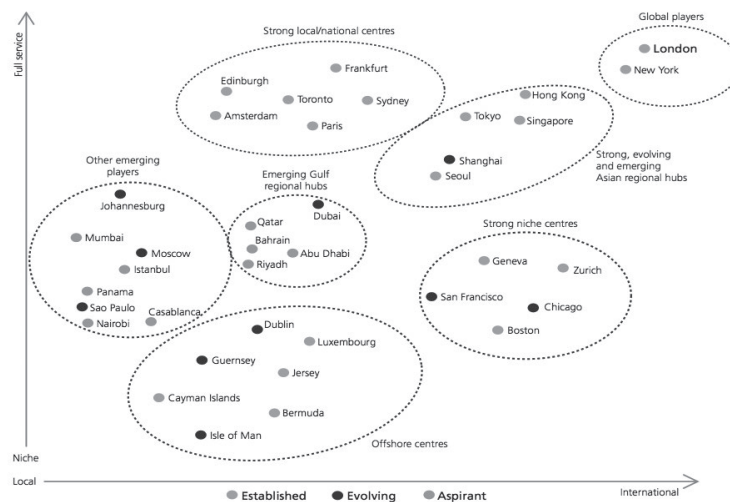 Full service
Niche
Local
International
Strong local/national centres
Edinburgh
Frankfurt
Amsterdam
Toronto
Sydney
Paris
Global players
London
New York
Hong Kong
Tokyo
Singapore
Shanghai
Seoul
Strong, evolving
and emerging
Asian regional hubs
Other emerging
players
Johannesburg
Mumbai
Moscow
Istanbul
Panama
Sao Paulo
Nairobi
Casablanca
Emerging Gulf
regional hubs
Dubai
Qatar
Bahrain
Abu Dhabi
Riyadh
Strong niche centres
Geneva
Zurich
San Francisco
Chicago
Boston
Dublin
Luxembourg
Guernsey
Jersey
Cayman Islands
Bermuda
Isle of Man
Offshore centres
Established
Evolving
Aspirant